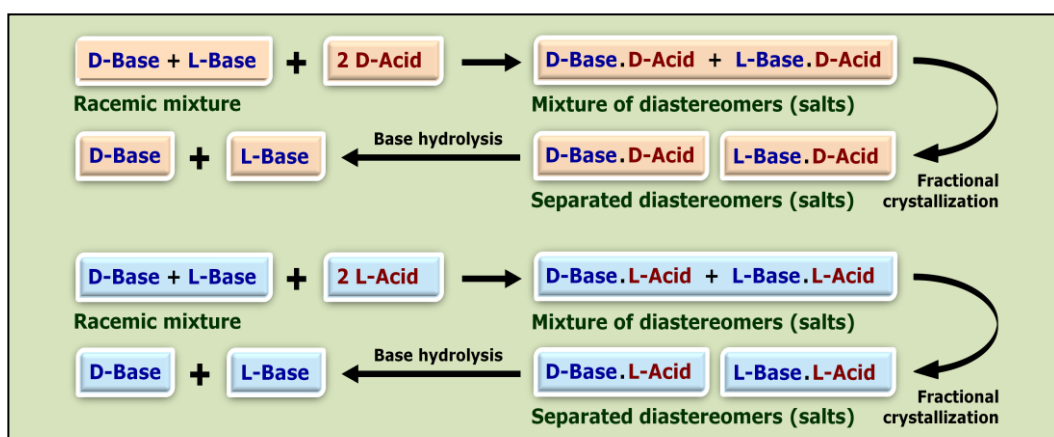 D-Base + L-Base + 2 D-Acid D-Base.D-Acid + L-Base.D-Acid
Racemic mixture Mixture of diastereomers (salts)
D-Base + L-Base Base hydrolysis D-Base.D-Acid L-Base.D-Acid
Separated diastereomers (salts) Fractional crystallization
D-Base + L-Base + 2 L-Acid D-Base.L-Acid + L-Base.L-Acid
Racemic mixture Mixture of diastereomers (salts)
D-Base + L-Base Base hydrolysis D-Base.L-Acid L-Base.L-Acid
Separated diastereomers (salts) Fractional crystallization